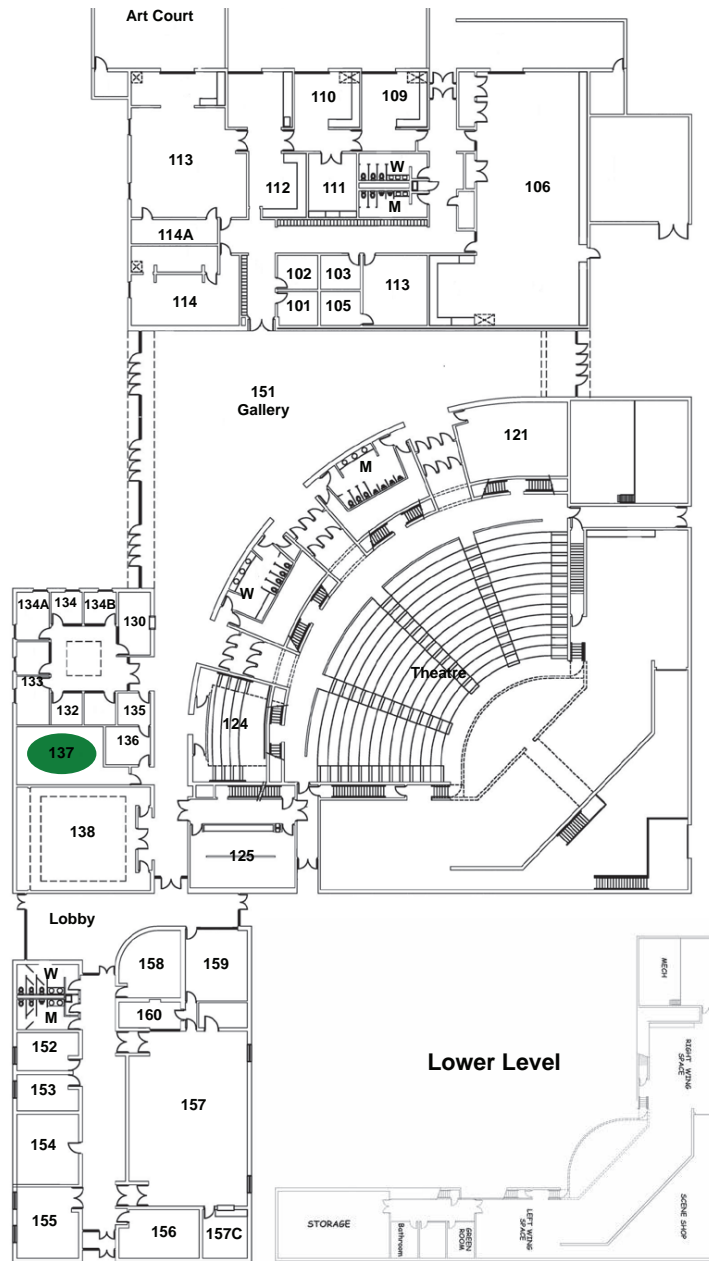 Art Court
110
109
113
W
106
112
111
M
114A
102
103
113
114
101
105
151
Gallery
121
M
W
134A
134
134B
130
Theatre
133
132
135
124
136
137
138
125
Lobby
158
159
W
MECH
M
160
152
Lower Level
RIGHT WING
SPACE
153
157
154
155
156
157C
STORAGE
Bathroom
GREEN
ROOM
LEFT WING
SPACE
SCENE SHOP